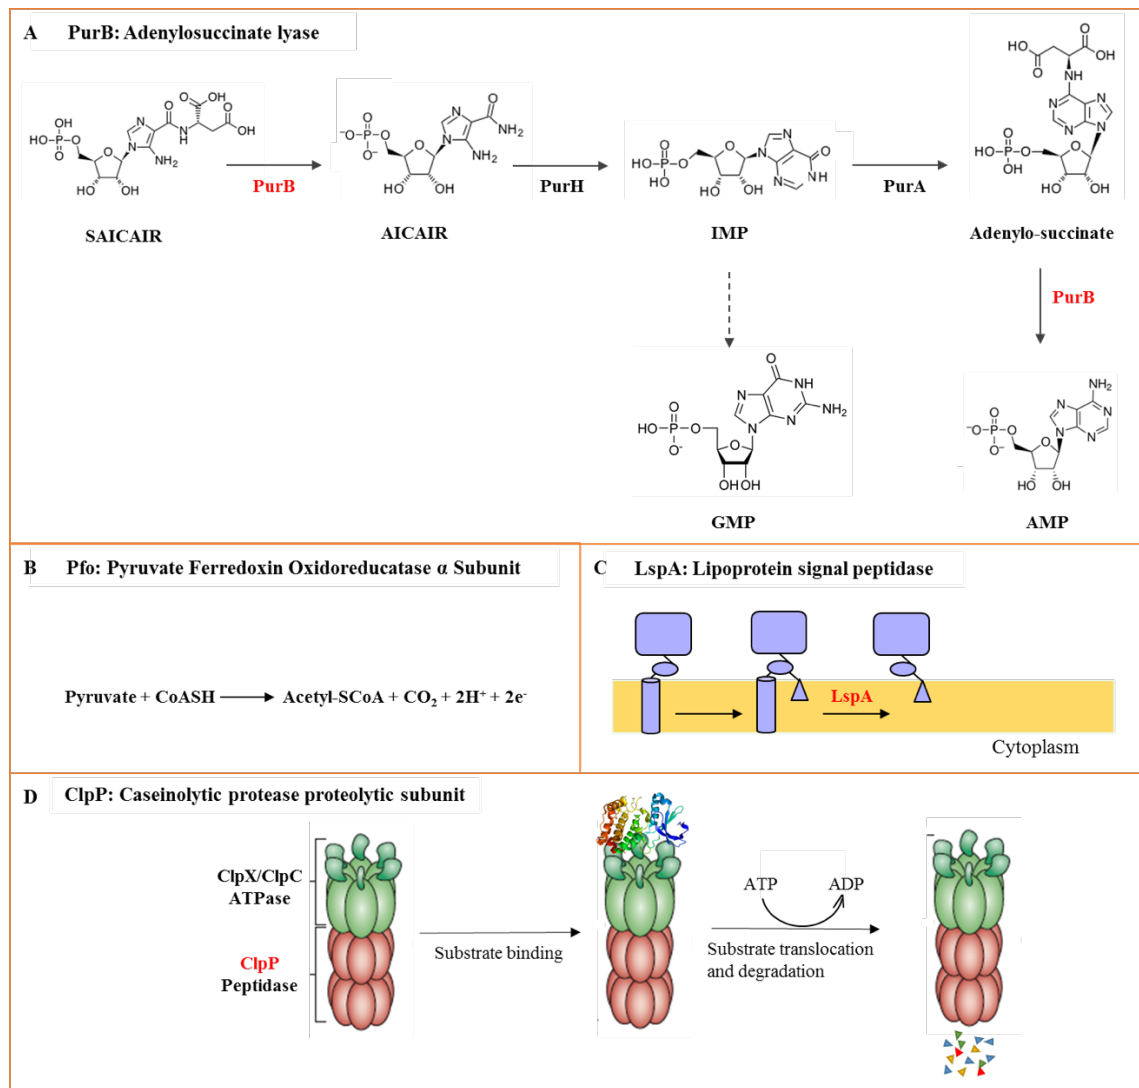 A PurB: Adenylosuccinate lyase
SAICAIR
PurB
AICAIR
PurH
IMP
PurA
Adenylo-succinate
PurB
GMP
AMP
B Pfo: Pyruvate Ferredoxin Oxidoreducatase α Subunit
Pyruvate + CoASH ⟶ Acetyl-SCoA + CO₂ + 2H⁺ + 2e⁻
C LspA: Lipoprotein signal peptidase
LspA
Cytoplasm
D ClpP: Caseinolytic protease proteolytic subunit
ClpX/ClpC
ATPase
ClpP
Peptidase
Substrate binding
ATP
ADP
Substrate translocation
and degradation